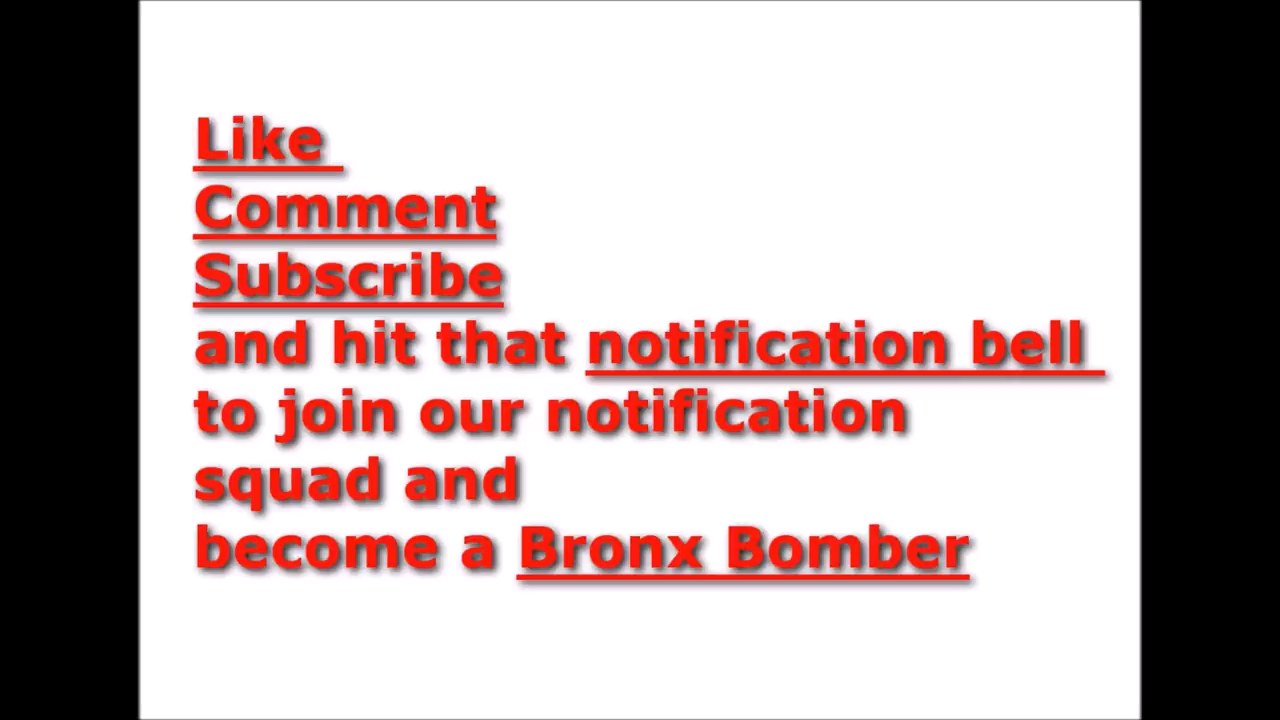 Like
Comment
Subscribe
and hit that notification bell
to join our notification
squad and
become a Bronx Bomber